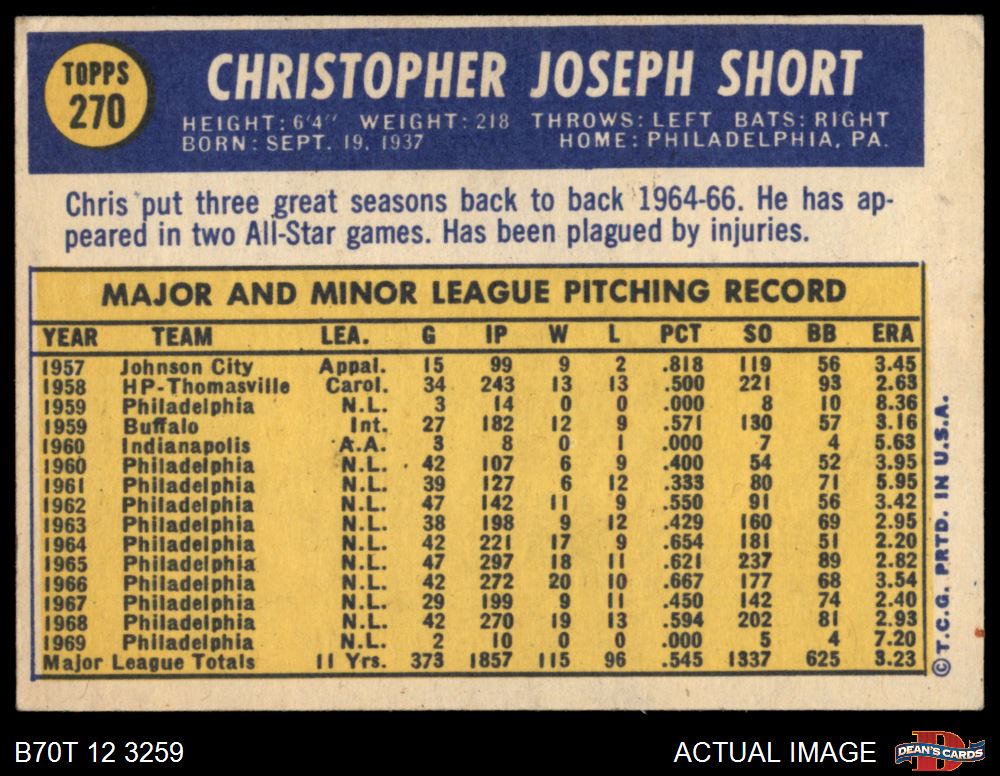 TOPPS
270
CHRISTOPHER JOSEPH SHORT
HEIGHT: 6'4" WEIGHT: 218 THROWS: LEFT BATS: RIGHT
BORN: SEPT. 19, 1937 HOME: PHILADELPHIA, PA.
Chris put three great seasons back to back 1964-66. He has ap-
peared in two All-Star games. Has been plagued by injuries.
MAJOR AND MINOR LEAGUE PITCHING RECORD
YEAR TEAM LEA. G IP W L PCT SO BB ERA
1957 Johnson City Appal. 15 99 9 2 .818 119 56 3.45
1958 HP-Thomasville Carol. 34 243 13 13 .500 221 93 2.63
1959 Philadelphia N.L. 3 14 0 0 .000 8 10 8.36
1959 Buffalo Int. 27 182 12 9 .571 130 57 3.16
1960 Indianapolis A.A. 3 8 0 1 .000 7 4 5.63
1960 Philadelphia N.L. 42 107 6 9 .400 54 52 3.95
1961 Philadelphia N.L. 39 127 6 12 .333 80 71 5.95
1962 Philadelphia N.L. 47 142 11 9 .550 91 56 3.42
1963 Philadelphia N.L. 38 198 9 12 .429 160 69 2.95
1964 Philadelphia N.L. 42 221 17 9 .654 181 51 2.20
1965 Philadelphia N.L. 47 297 18 11 .621 237 89 2.82
1966 Philadelphia N.L. 42 272 20 10 .667 177 68 3.54
1967 Philadelphia N.L. 29 199 9 11 .450 142 74 2.40
1968 Philadelphia N.L. 42 270 19 13 .594 202 81 2.93
1969 Philadelphia N.L. 2 10 0 0 .000 5 4 7.20
Major League Totals 11 Yrs. 373 1857 115 96 .545 1337 625 3.23
©T.C.G. PRTD. IN U.S.A.
B70T 12 3259
ACTUAL IMAGE
DEAN'S CARDS